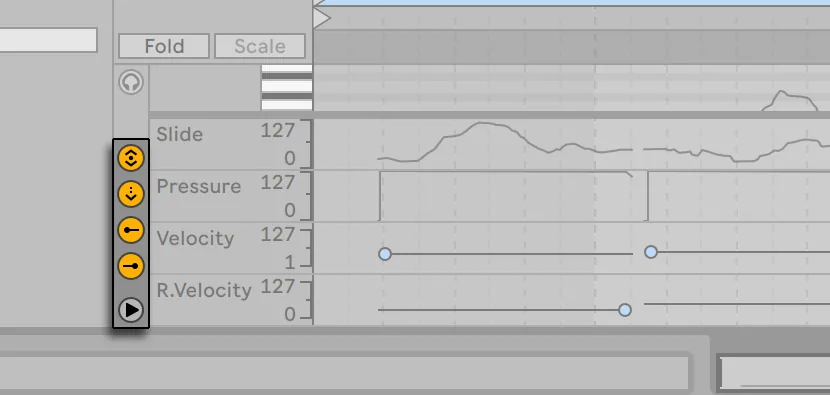 Fold Scale
Slide 127
0
Pressure 127
0
Velocity 127
1
R.Velocity 127
0